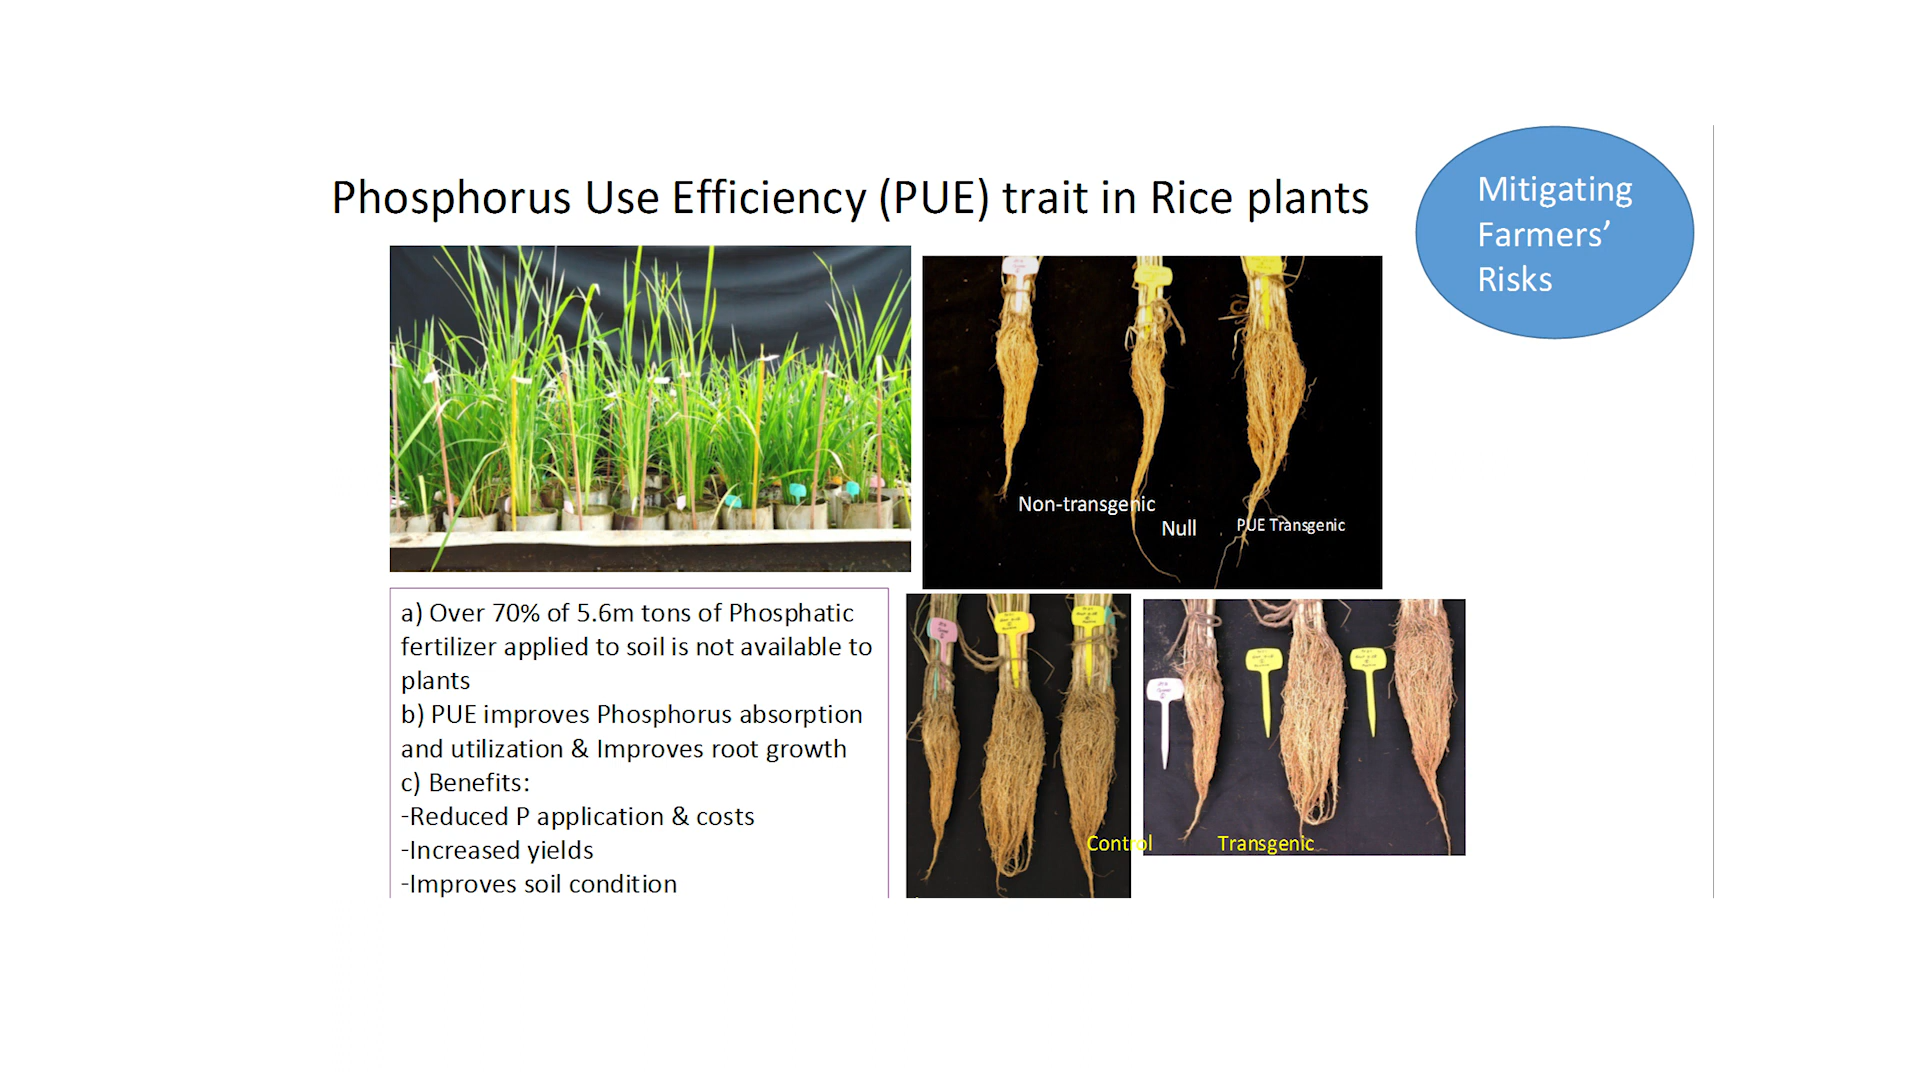 Phosphorus Use Efficiency (PUE) trait in Rice plants
Mitigating
Farmers’
Risks
Non-transgenic
Null
PUE Transgenic
a) Over 70% of 5.6m tons of Phosphatic
fertilizer applied to soil is not available to
plants
b) PUE improves Phosphorus absorption
and utilization & Improves root growth
c) Benefits:
-Reduced P application & costs
-Increased yields
-Improves soil condition
Control
Transgenic